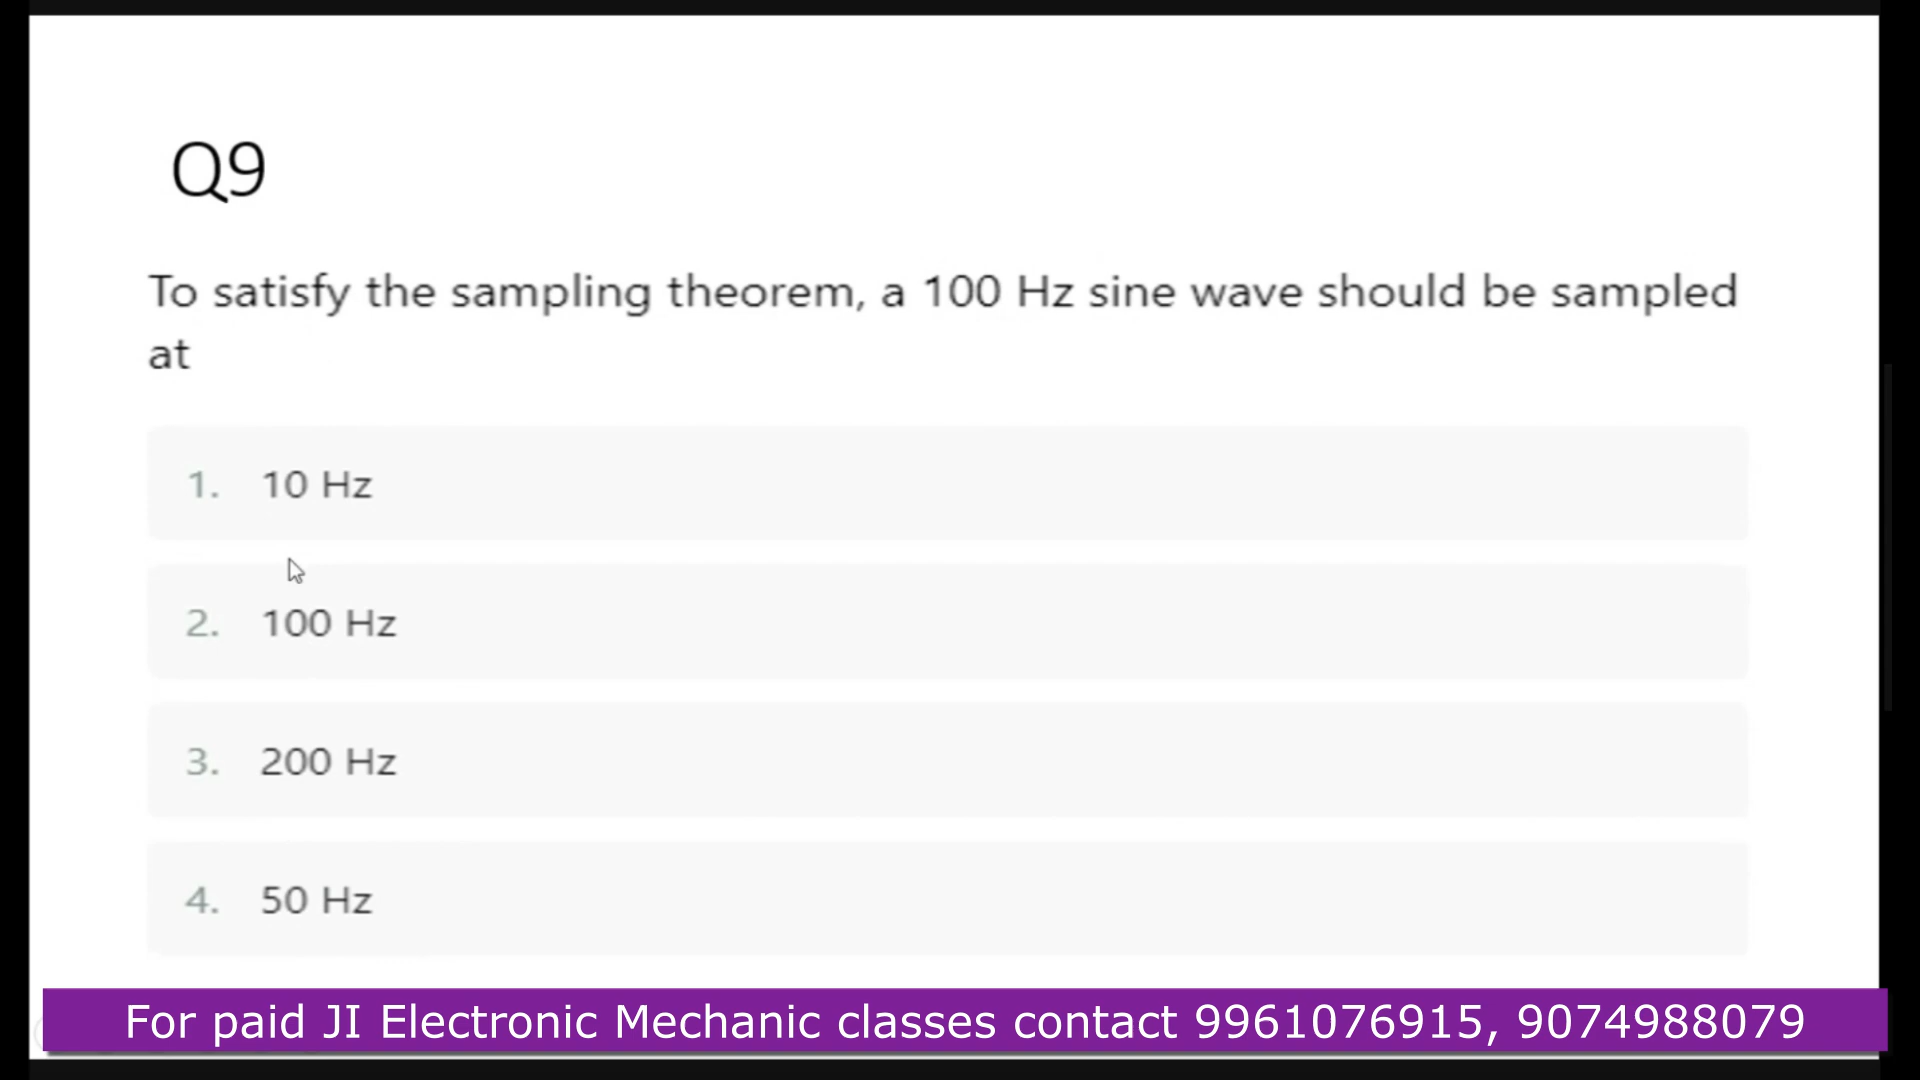 Q9
To satisfy the sampling theorem, a 100 Hz sine wave should be sampled
at
1. 10 Hz
2. 100 Hz
3. 200 Hz
4. 50 Hz
For paid JI Electronic Mechanic classes contact 9961076915, 9074988079